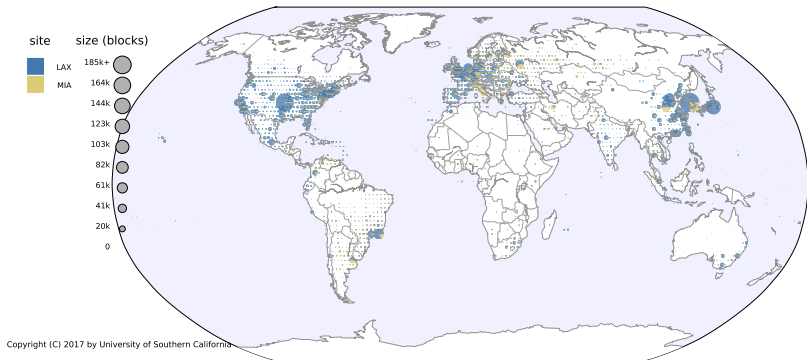 site size (blocks)
LAX
MIA
185k+
164k
144k
123k
103k
82k
61k
41k
20k
0
Copyright (C) 2017 by University of Southern California